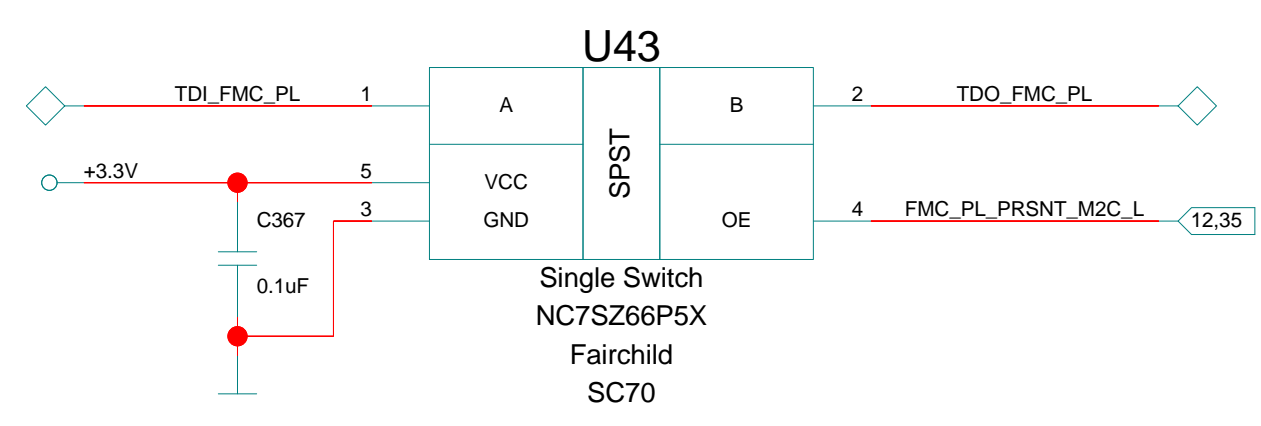 U43
TDI_FMC_PL 1 A B 2 TDO_FMC_PL
SPST
+3.3V 5 VCC
3 GND OE 4 FMC_PL_PRSNT_M2C_L 12,35
C367
0.1uF
Single Switch
NC7SZ66P5X
Fairchild
SC70